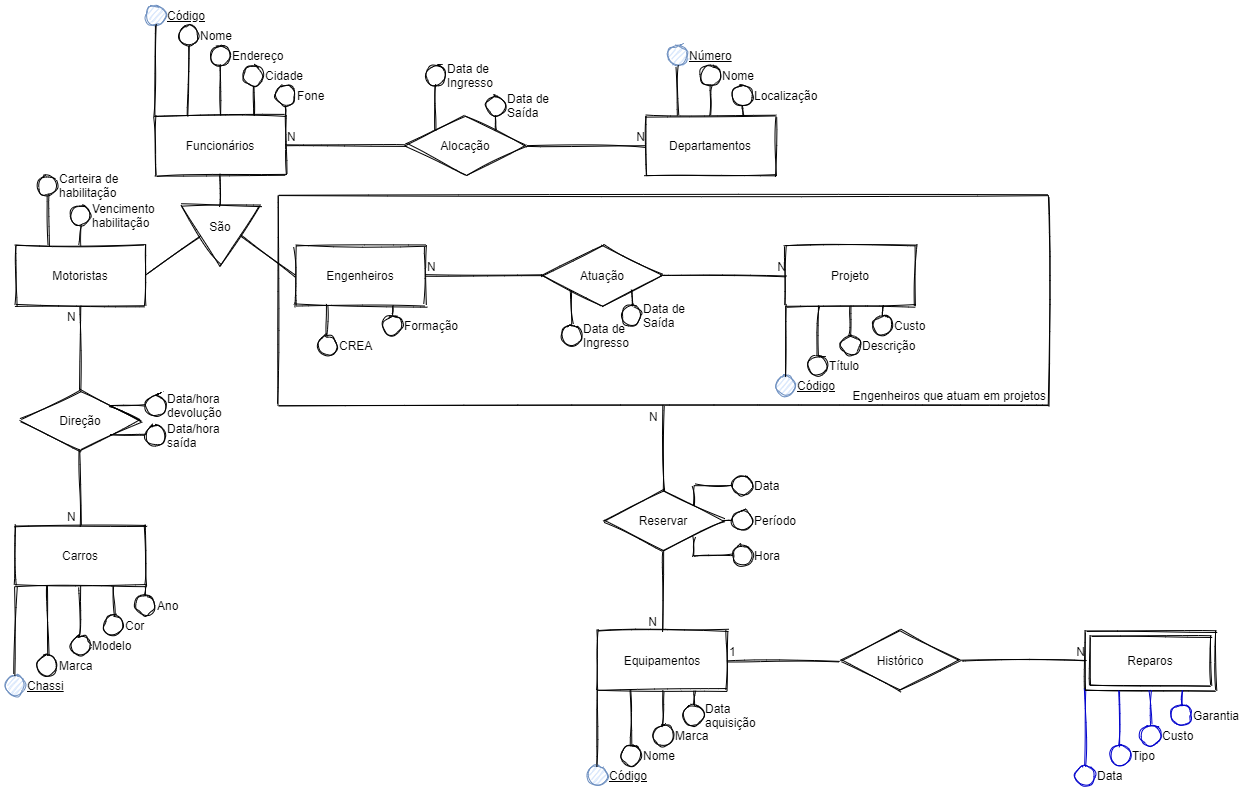 Código
Nome
Endereço
Cidade
Fone
Funcionários
N
Data de
Ingresso
Data de
Saída
Alocação
N
Número
Nome
Localização
Departamentos
São
Carteira de
habilitação
Vencimento
habilitação
Motoristas
N
Engenheiros
N
CREA
Formação
Atuação
Data de
Ingresso
Data de
Saída
N
Projeto
Custo
Descrição
Título
Código
Engenheiros que atuam em projetos
Direção
Data/hora
devolução
Data/hora
saída
N
Carros
Ano
Cor
Modelo
Marca
Chassi
N
Reservar
Data
Período
Hora
N
Equipamentos
1
Data
aquisição
Marca
Nome
Código
Histórico
N
Reparos
Garantia
Custo
Tipo
Data